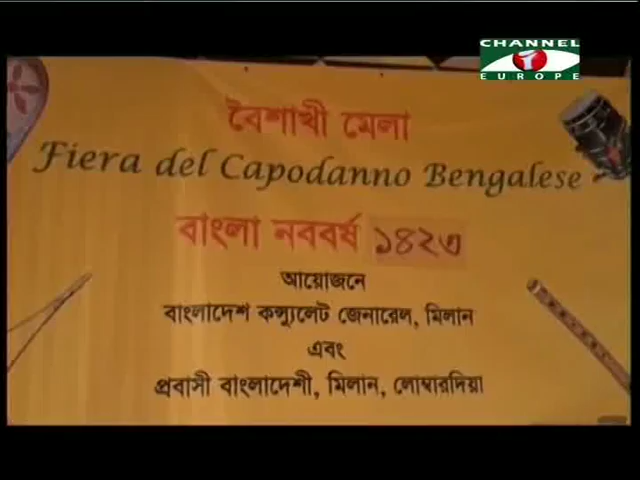 CHANNEL i
EUROPE
বৈশাখী মেলা
Fiera del Capodanno Bengalese
বাংলা নববর্ষ ১৪২৩
আয়োজনে
বাংলাদেশ কন্স্যুলেট জেনারেল, মিলান
এবং
প্রবাসী বাংলাদেশী, মিলান, লোম্বারদিয়া